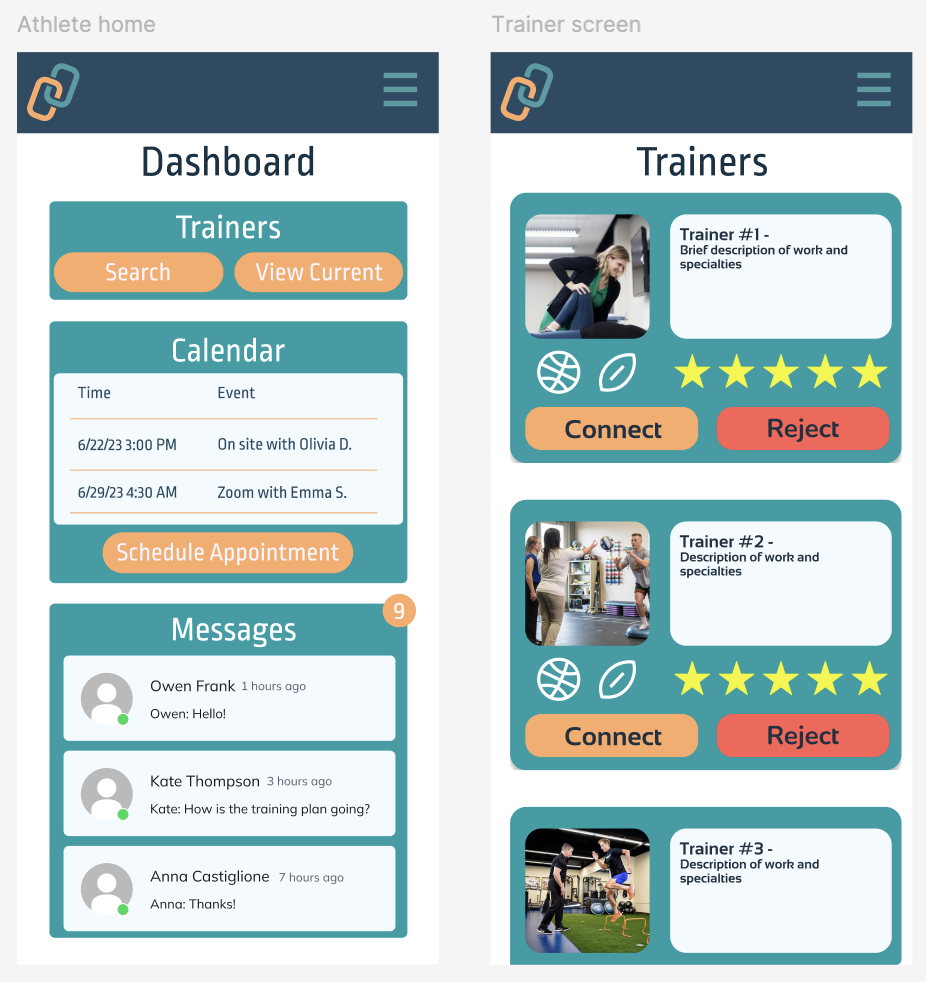 Athlete home
Dashboard
Trainers
Search
View Current
Calendar
Time Event
6/22/23 3:00 PM On site with Olivia D.
6/29/23 4:30 AM Zoom with Emma S.
Schedule Appointment
9
Messages
Owen Frank 1 hours ago
Owen: Hello!
Kate Thompson 3 hours ago
Kate: How is the training plan going?
Anna Castiglione 7 hours ago
Anna: Thanks!
Trainer screen
Trainers
Trainer #1 -
Brief description of work and
specialties
Connect
Reject
Trainer #2 -
Description of work and
specialties
Connect
Reject
Trainer #3 -
Description of work and
specialties